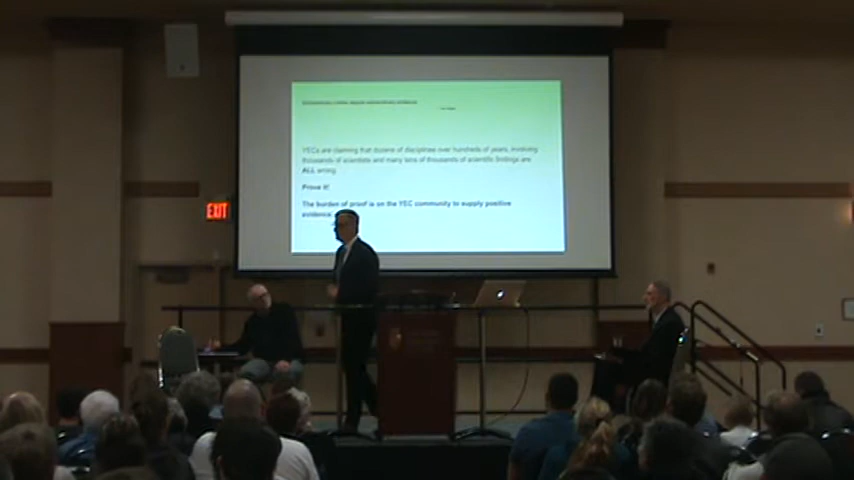 YECs are claiming that dozens of disciplines over hundreds of years, involving
thousands of scientists and many tens of thousands of scientific findings are
ALL wrong
Prove it!
The burden of proof is on the YEC community to supply positive
evidence.
EXIT